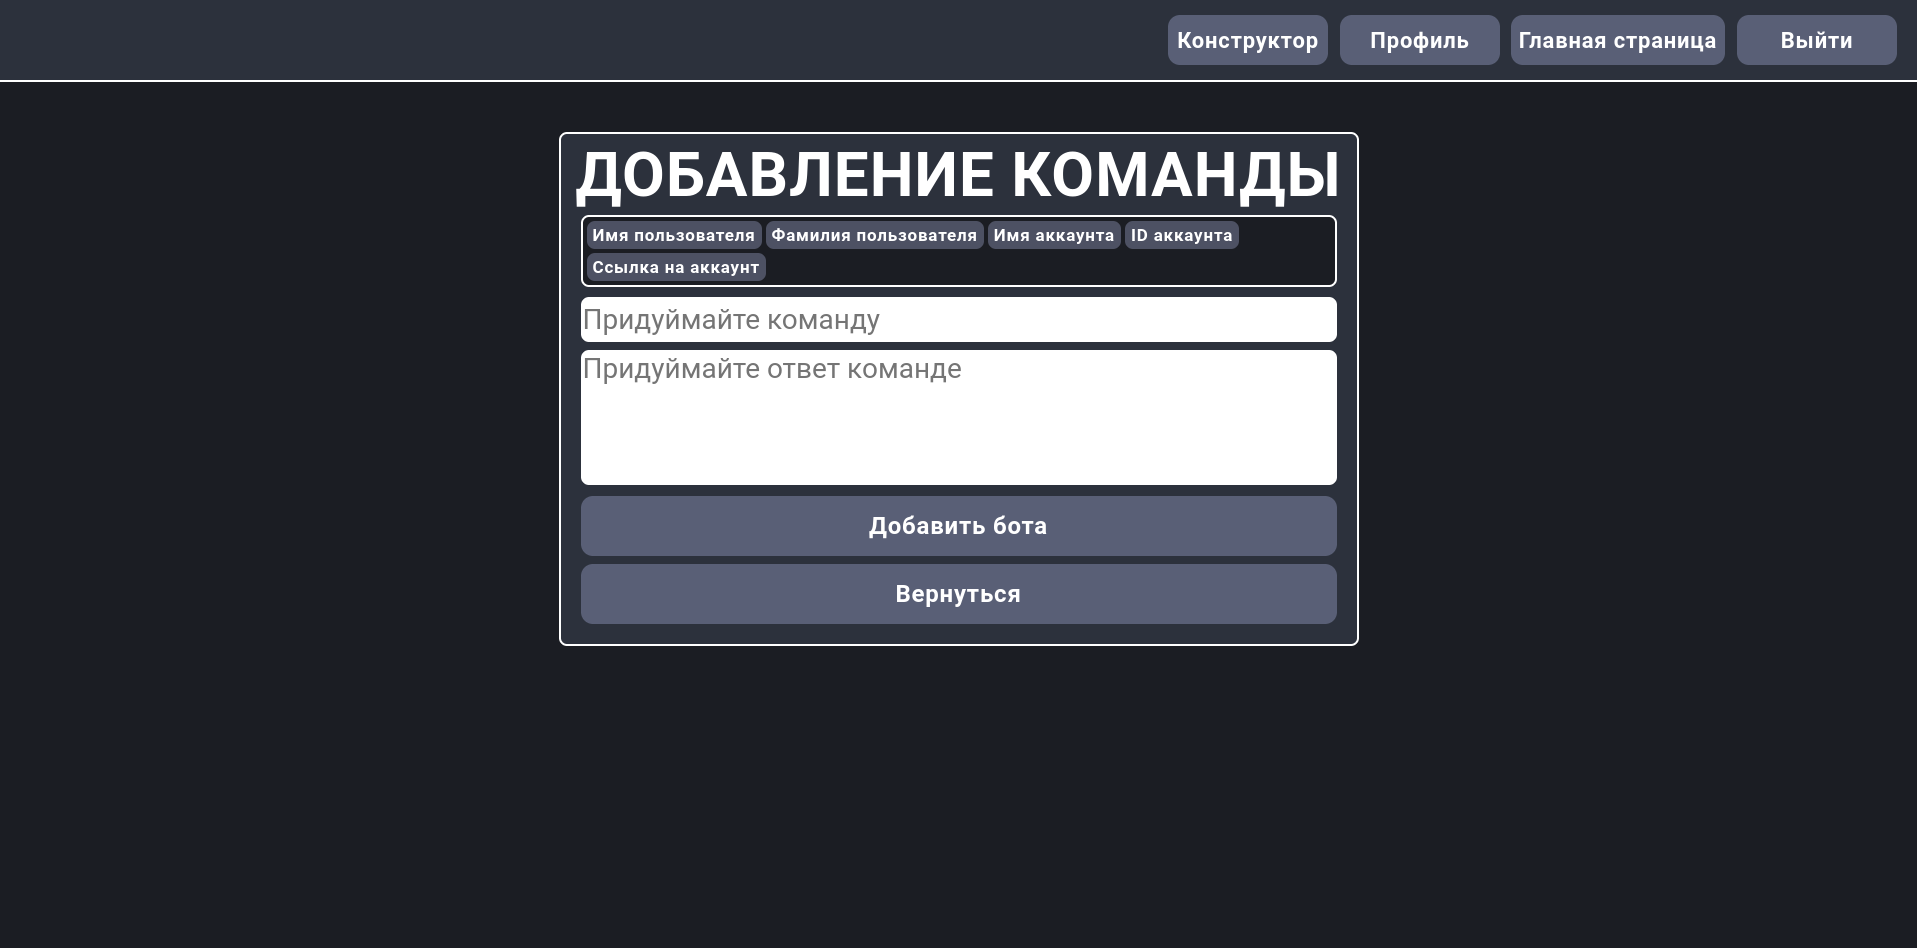 Конструктор Профиль Главная страница Выйти
ДОБАВЛЕНИЕ КОМАНДЫ
Имя пользователя Фамилия пользователя Имя аккаунта ID аккаунта
Ссылка на аккаунт
Придуймайте команду
Придуймайте ответ команде
Добавить бота
Вернуться